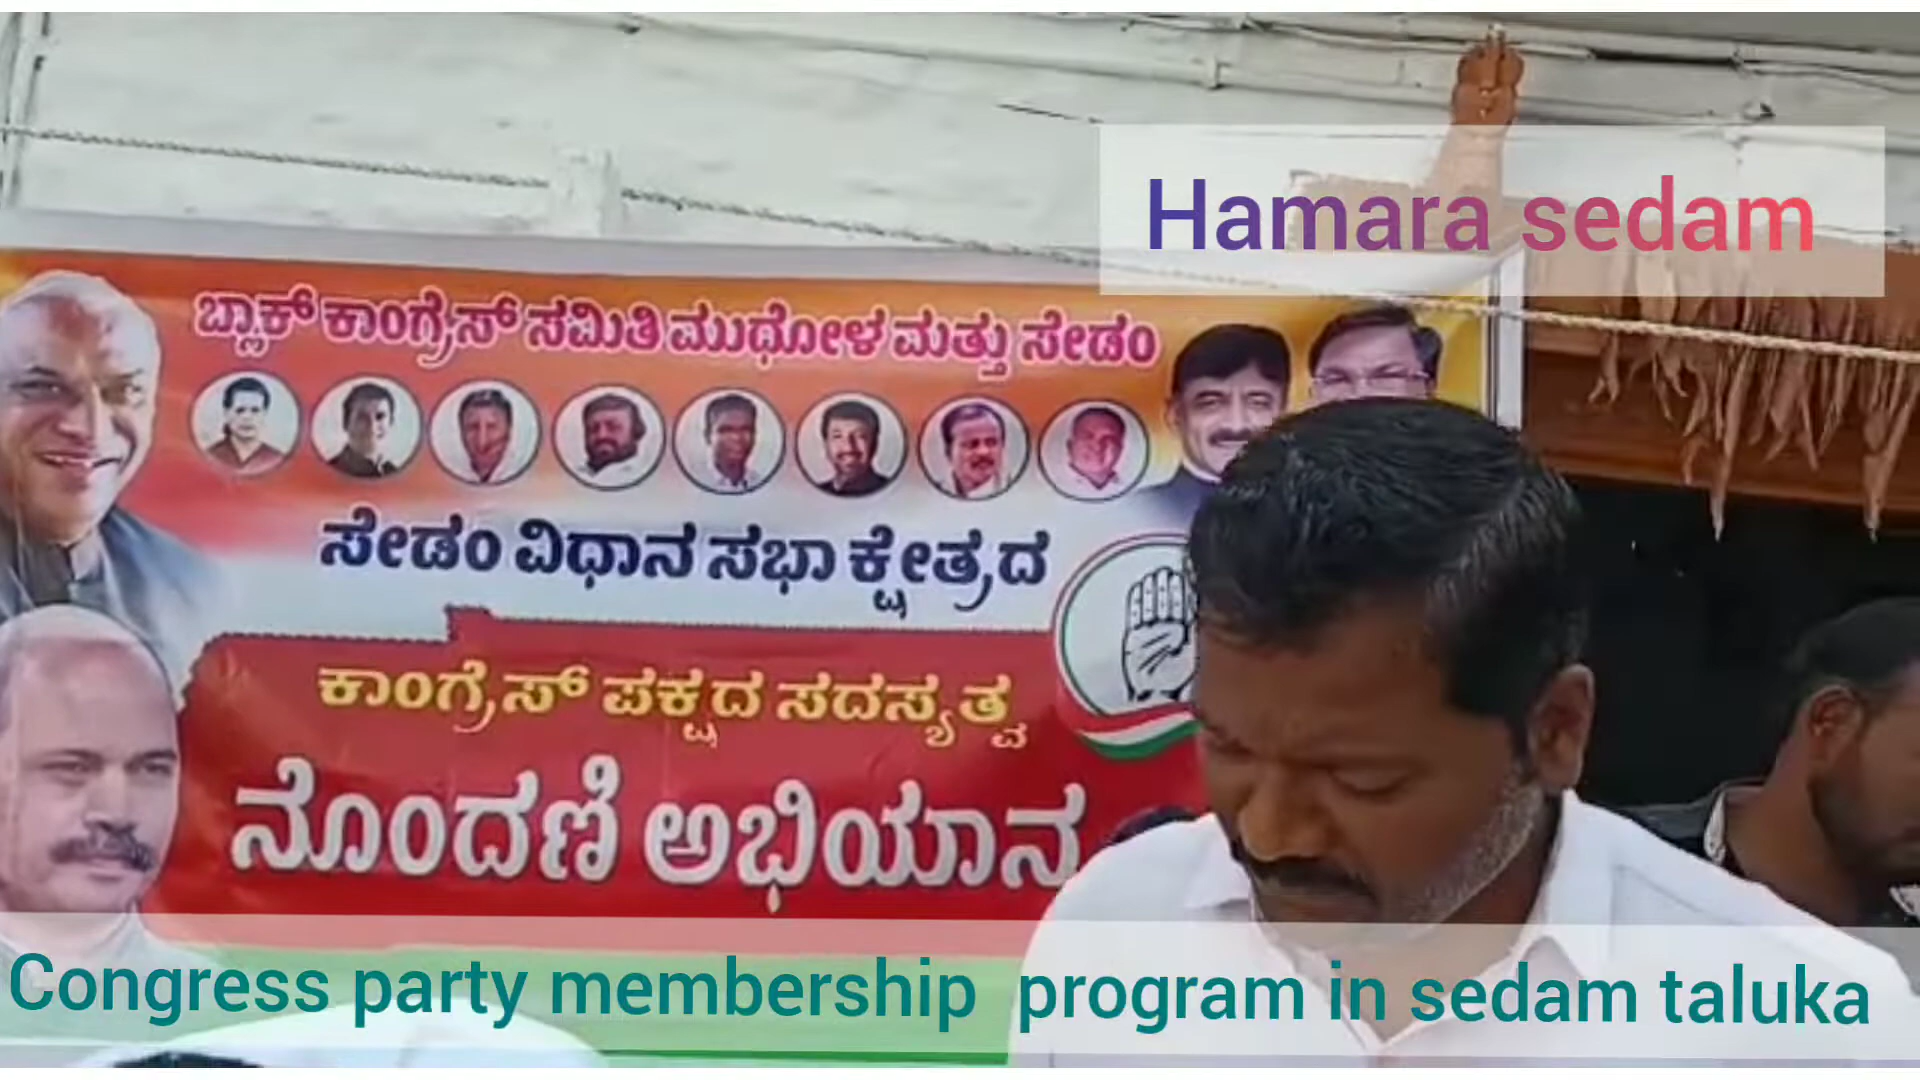 Hamara sedam
ಬ್ಲಾಕ್ ಕಾಂಗ್ರೆಸ್ ಸಮಿತಿ ಮುಧೋಳ ಮತ್ತು ಸೇಡಂ
ಸೇಡಂ ವಿಧಾನ ಸಭಾ ಕ್ಷೇತ್ರದ
ಕಾಂಗ್ರೆಸ್ ಪಕ್ಷದ ಸದಸ್ಯತ್ವ
ನೊಂದಣಿ ಅಭಿಯಾನ
Congress party membership program in sedam taluka